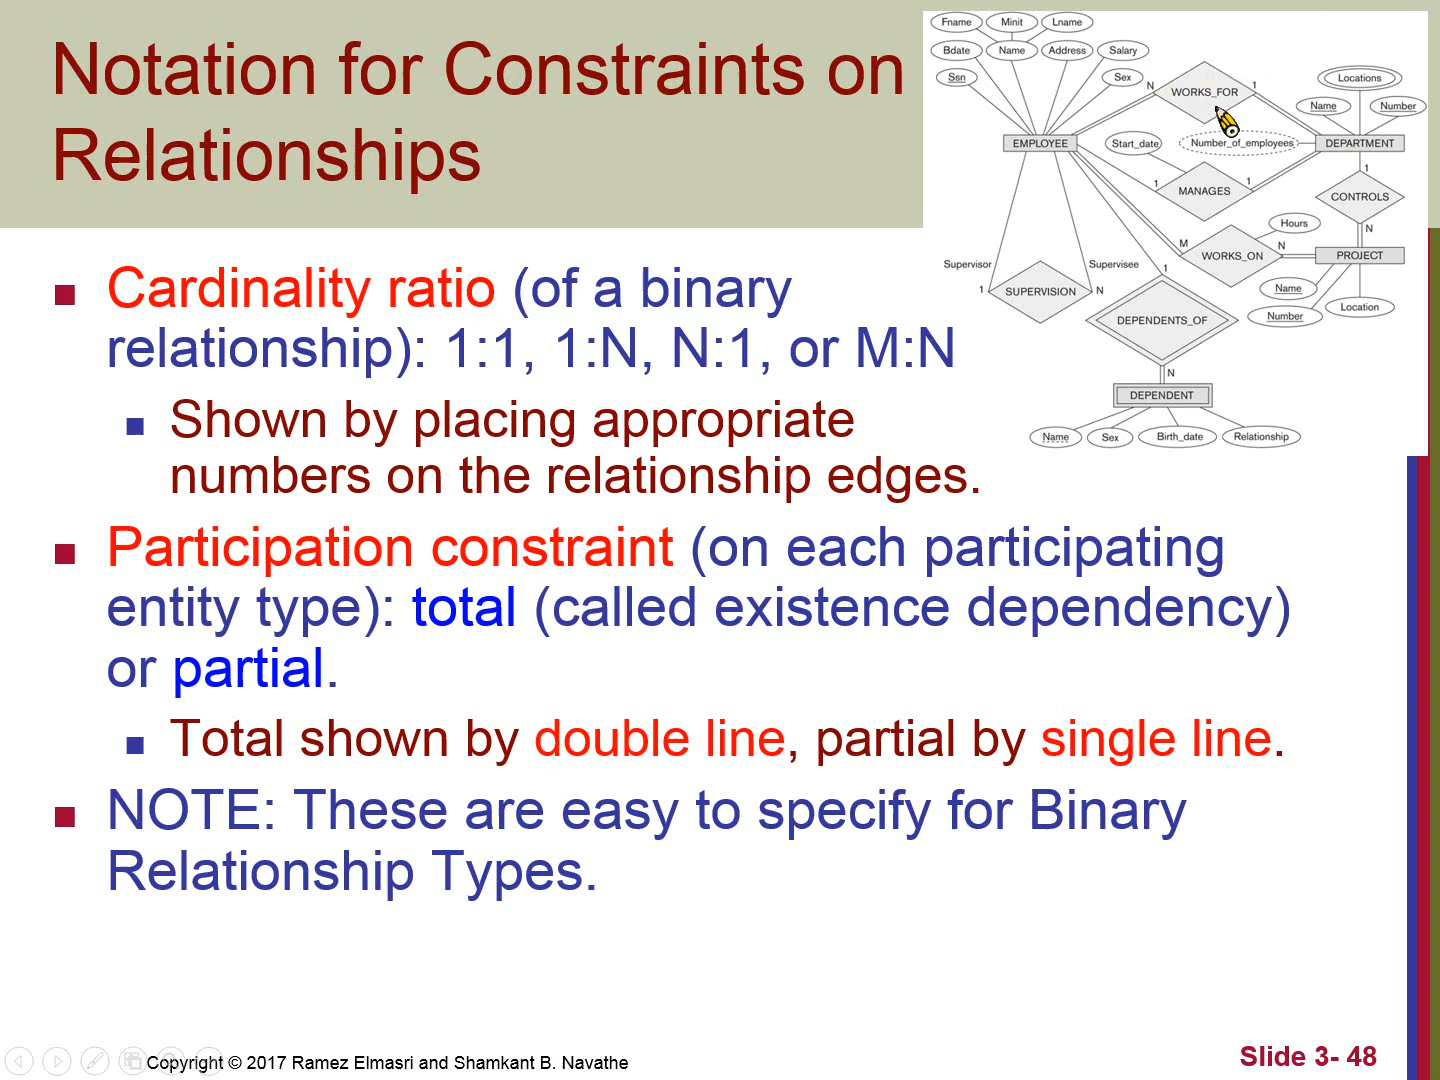 Notation for Constraints on
Relationships
Fname Minit Lname
Bdate Name Address Salary
Ssn Sex
N WORKS_FOR 1
Locations
Name Number
EMPLOYEE Start_date Number_of_employees DEPARTMENT
1 MANAGES 1
1
CONTROLS
N
Hours
M WORKS_ON N PROJECT
Supervisor Supervisee
1 SUPERVISION N
1
DEPENDENTS_OF
Name
Number
Location
N
DEPENDENT
Name Sex Birth_date Relationship
Cardinality ratio (of a binary
relationship): 1:1, 1:N, N:1, or M:N
Shown by placing appropriate
numbers on the relationship edges.
Participation constraint (on each participating
entity type): total (called existence dependency)
or partial.
Total shown by double line, partial by single line.
NOTE: These are easy to specify for Binary
Relationship Types.
Copyright © 2017 Ramez Elmasri and Shamkant B. Navathe
Slide 3- 48